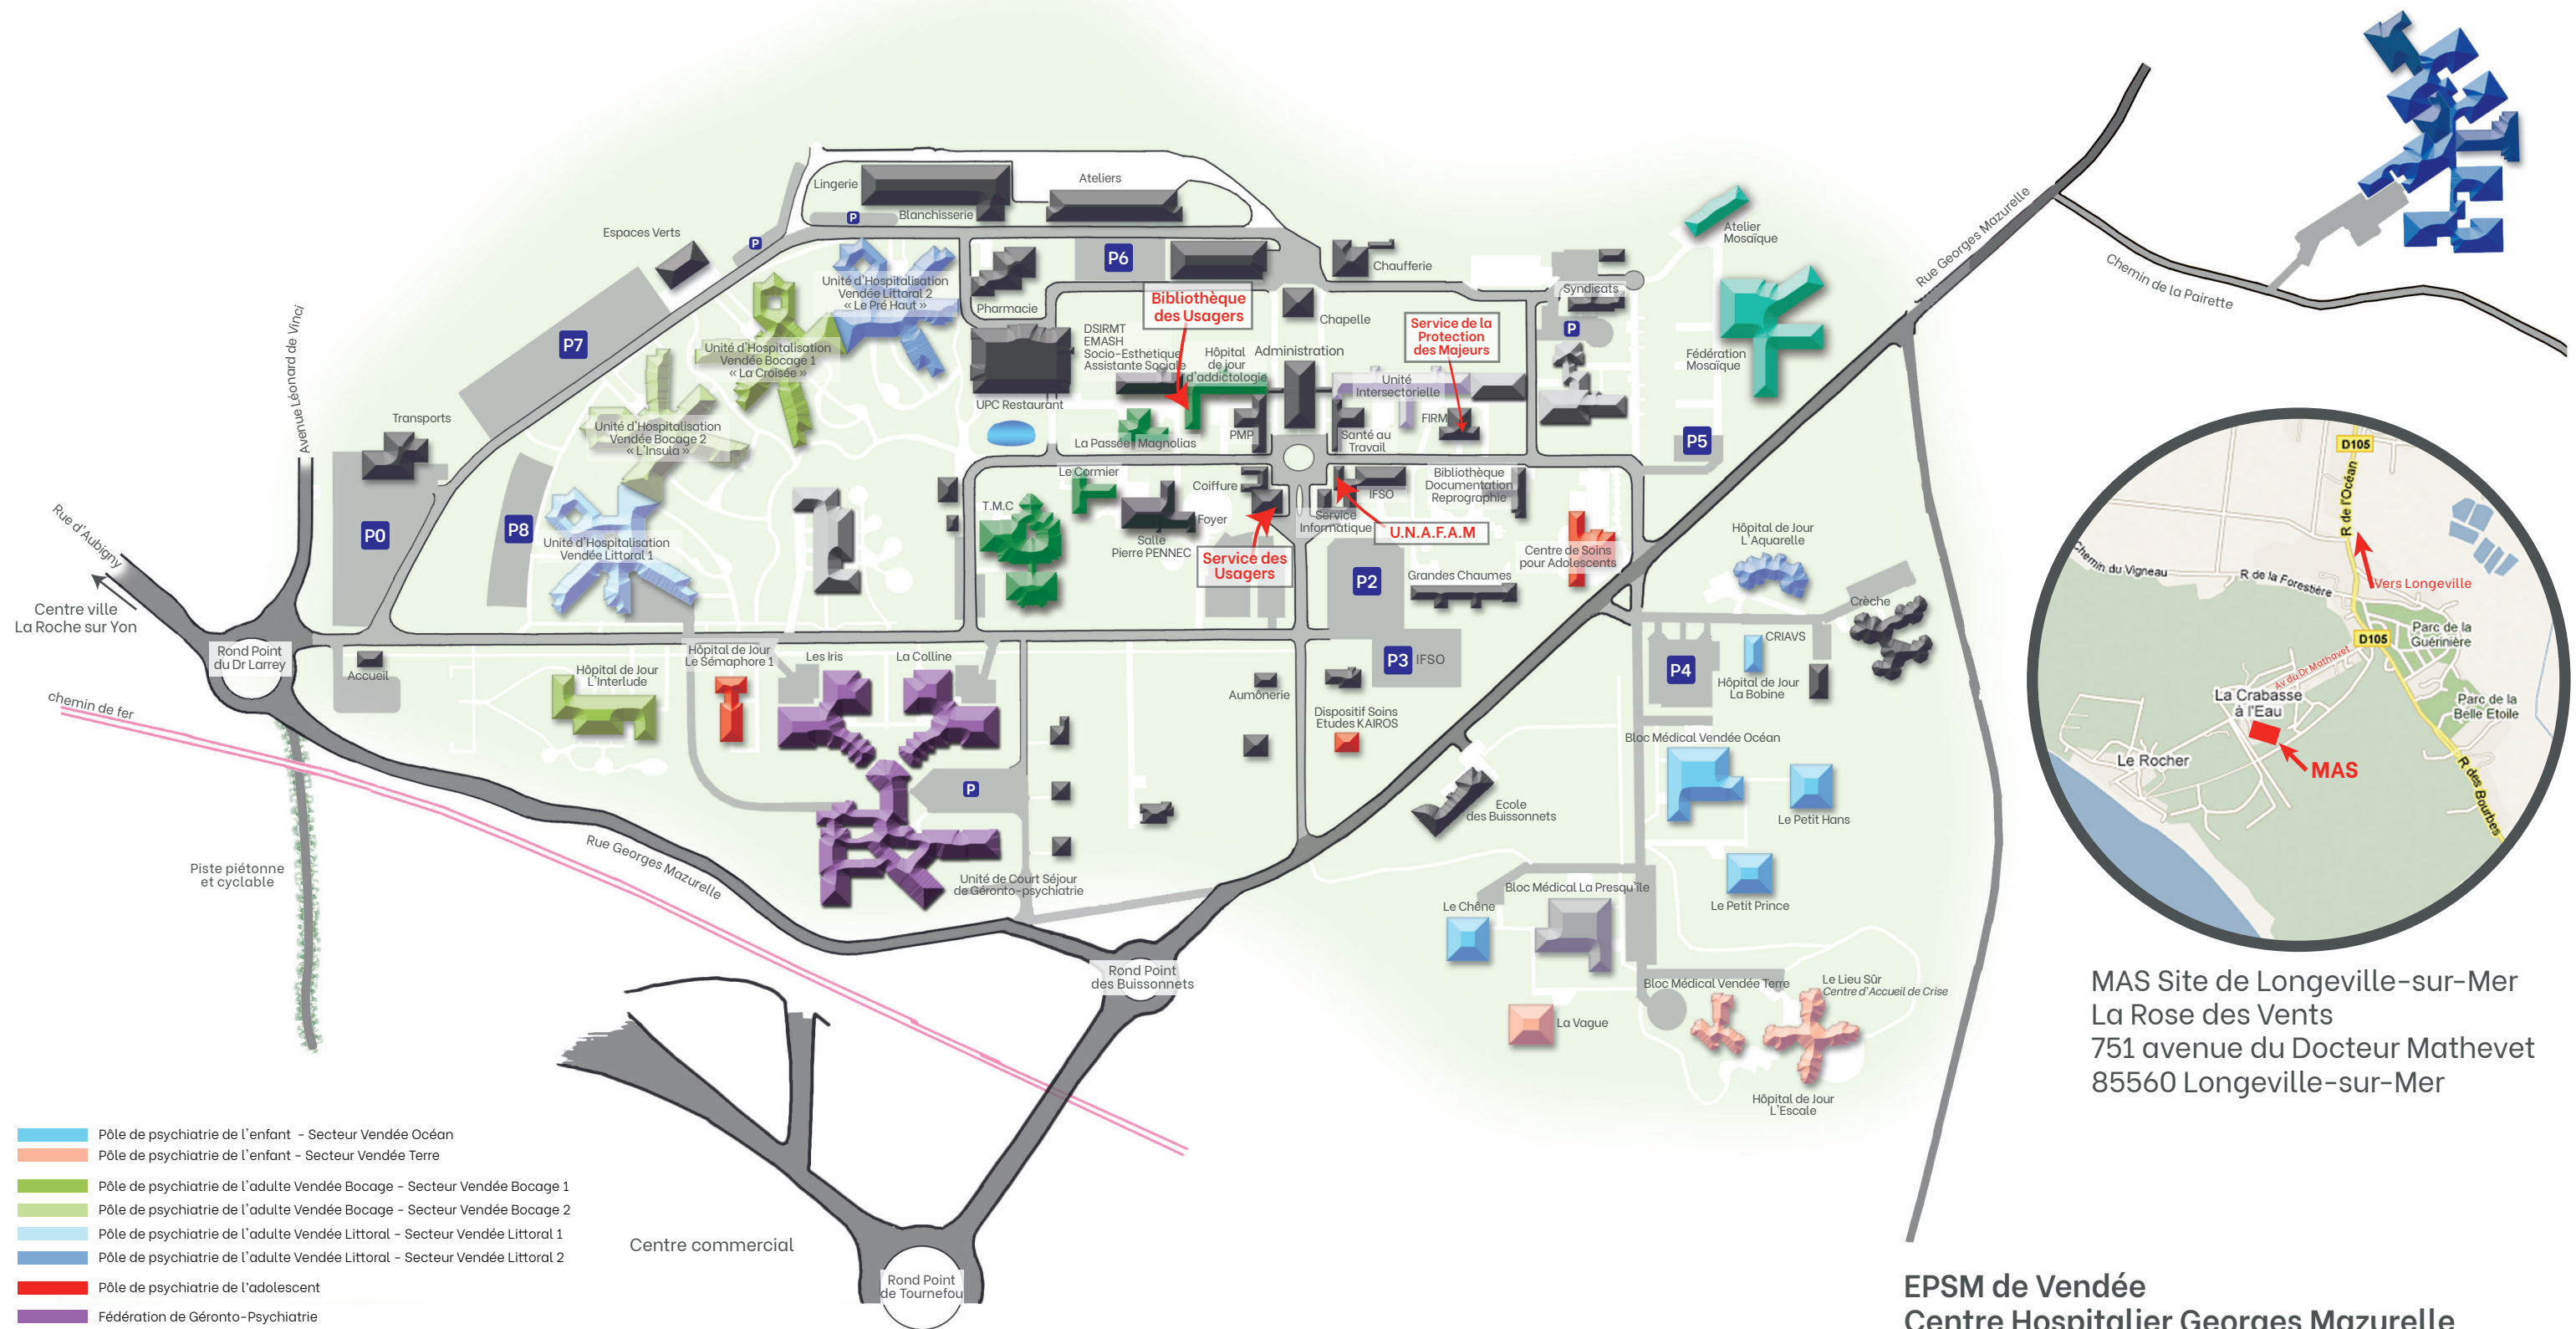 Lingerie
Blanchisserie
Ateliers
P
P
Espaces Verts
P6
Chaufferie
Atelier
Mosaïque
Rue Georges Mazurelle
Chemin de la Pairette
Unité d'Hospitalisation
Vendée Littoral 2
« Le Pré Haut »
Pharmacie
Bibliothèque
des Usagers
Chapelle
Syndicats
P
Service de la
Protection
des Majeurs
Avenue Léonard de Vinci
P7
Unité d'Hospitalisation
Vendée Bocage 1
« La Croisée »
DSIRMT
EMASH
Socio-Esthetique
Assistante Sociale
Hôpital
de jour
d'addictologie
Administration
Unité
Intersectorielle
Fédération
Mosaïque
UPC Restaurant
Transports
Unité d'Hospitalisation
Vendée Bocage 2
« L'Insula »
La Passée
Magnolias
PMP
Santé au
Travail
FIRM
P5
Le Cormier
Coiffure
IFSO
Bibliothèque
Documentation
Reprographie
T.M.C
Foyer
Salle
Pierre PENNEC
Service
Informatique
U.N.A.F.A.M
Service des
Usagers
Centre de Soins
pour Adolescents
Hôpital de Jour
L'Aquarelle
Rue d'Aubigny
P0
P8
Unité d'Hospitalisation
Vendée Littoral 1
P2
Grandes Chaumes
Crèche
Centre ville
La Roche sur Yon
Rond Point
du Dr Larrey
Accueil
Hôpital de Jour
L'Interlude
Hôpital de Jour
Le Sémaphore 1
Les Iris
La Colline
P3
IFSO
CRIAVS
P4
Hôpital de Jour
La Bobine
Aumônerie
Dispositif Soins
Etudes KAIROS
chemin de fer
Bloc Médical Vendée Océan
Le Petit Hans
P
Ecole
des Buissonnets
Piste piétonne
et cyclable
Rue Georges Mazurelle
Unité de Court Séjour
de Géronto-psychiatrie
Bloc Médical La Presqu'île
Le Petit Prince
Le Chêne
Rond Point
des Buissonnets
Bloc Médical Vendée Terre
Le Lieu Sûr
Centre d'Accueil de Crise
La Vague
Hôpital de Jour
L'Escale
Centre commercial
Rond Point
de Tournefou
D105
R de l'Océan
Chemin du Vigneau
R de la Forestière
Vers Longeville
D105
Parc de la
Guérinière
Av du Dr Mathavet
La Crabasse
à l'Eau
Parc de la
Belle Etoile
Le Rocher
MAS
R des Bourbes
MAS Site de Longeville-sur-Mer
La Rose des Vents
751 avenue du Docteur Mathevet
85560 Longeville-sur-Mer
Pôle de psychiatrie de l'enfant - Secteur Vendée Océan
Pôle de psychiatrie de l'enfant - Secteur Vendée Terre
Pôle de psychiatrie de l'adulte Vendée Bocage - Secteur Vendée Bocage 1
Pôle de psychiatrie de l'adulte Vendée Bocage - Secteur Vendée Bocage 2
Pôle de psychiatrie de l'adulte Vendée Littoral - Secteur Vendée Littoral 1
Pôle de psychiatrie de l'adulte Vendée Littoral - Secteur Vendée Littoral 2
Pôle de psychiatrie de l'adolescent
Fédération de Géronto-Psychiatrie
EPSM de Vendée
Centre Hospitalier Georges Mazurelle